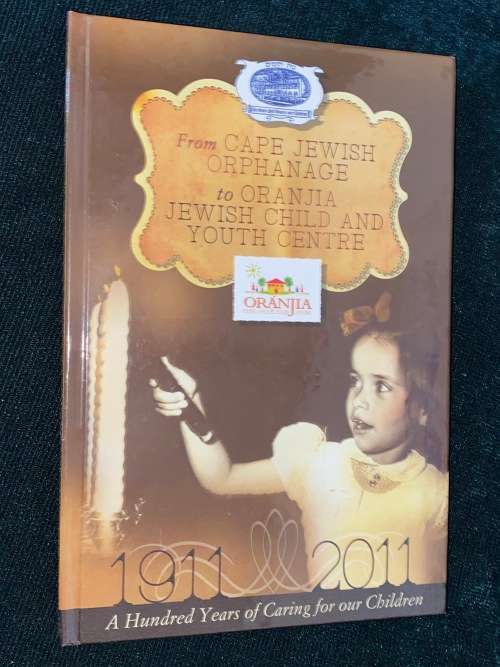 From CAPE JEWISH
ORPHANAGE
to ORANJIA
JEWISH CHILD AND
YOUTH CENTRE
ORANJIA
1911 2011
A Hundred Years of Caring for our Children